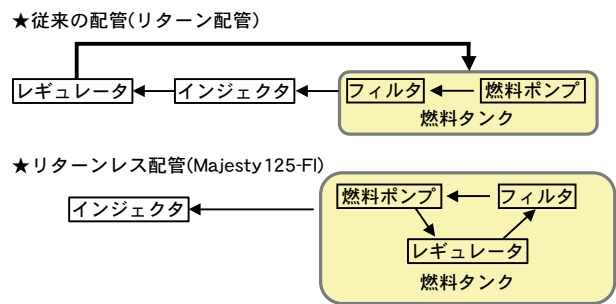 ★従来の配管(リターン配管)
レギュレータ
インジェクタ
フィルタ
燃料ポンプ
燃料タンク
★リターンレス配管(Majesty125-FI)
インジェクタ
燃料ポンプ
フィルタ
レギュレータ
燃料タンク